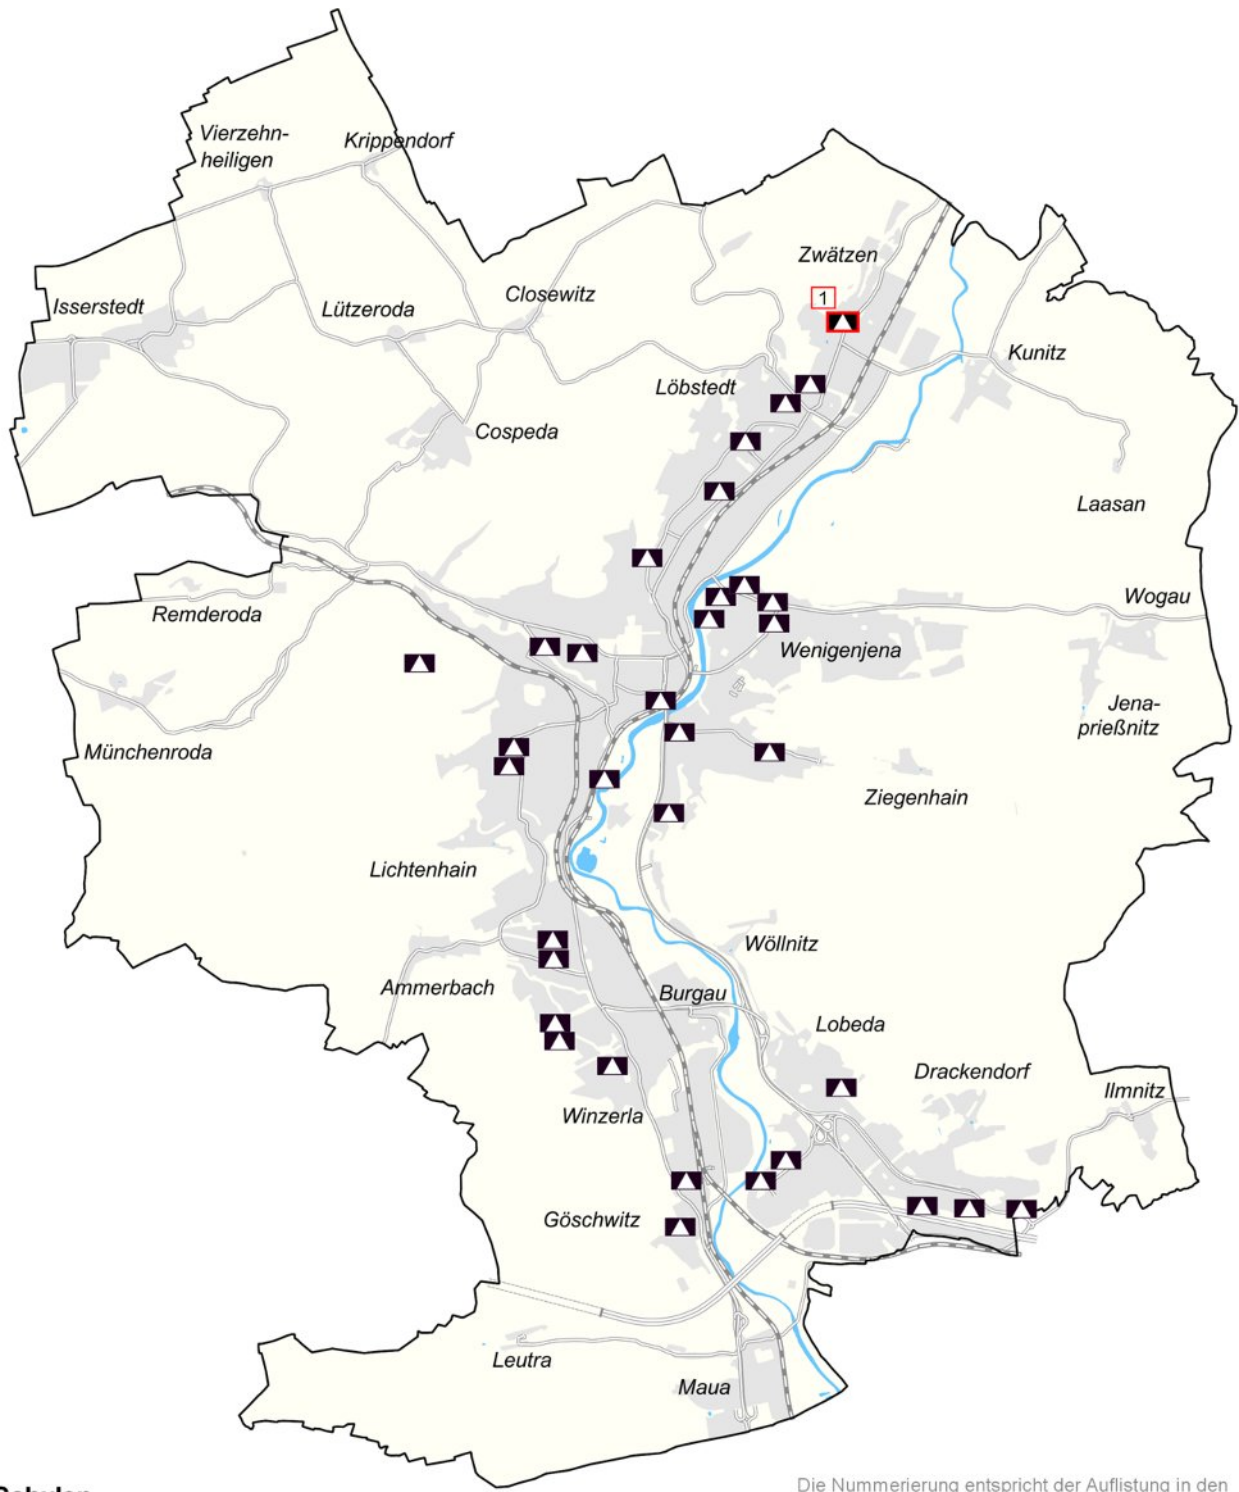 Vierzehn-
heiligen
Krippendorf
Zwätzen
Isserstedt
Lützeroda
Closewitz
1
Kunitz
Löbstedt
Cospeda
Laasan
Remderoda
Wogau
Wenigenjena
Jena-
prießnitz
Münchenroda
Ziegenhain
Lichtenhain
Wöllnitz
Ammerbach
Burgau
Lobeda
Drackendorf
Ilmnitz
Winzerla
Göschwitz
Leutra
Maua
Die Nummerierung entspricht der Auflistung in den